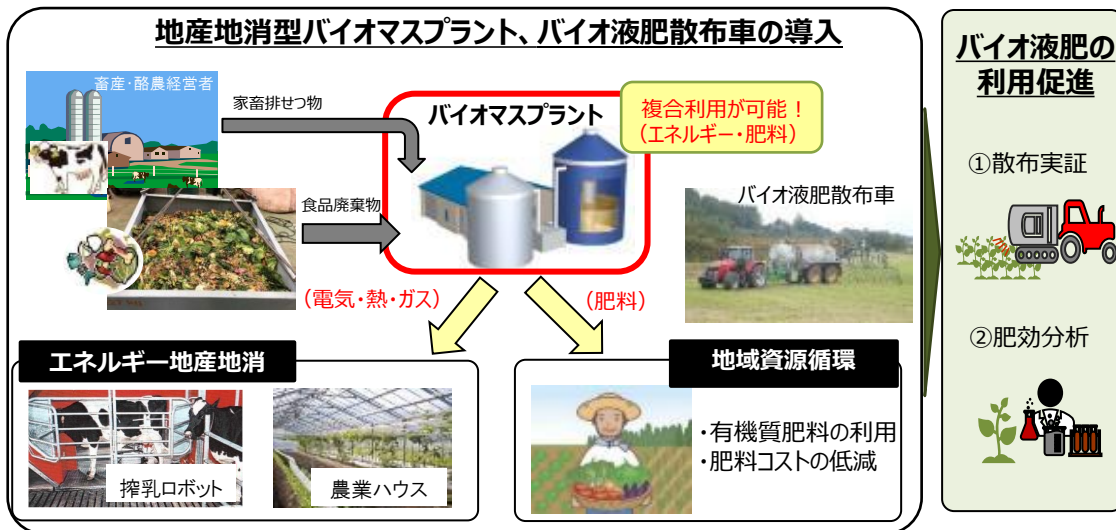 地産地消型バイオマスプラント、バイオ液肥散布車の導入
畜産・酪農経営者
家畜排せつ物
バイオマスプラント
複合利用が可能！
（エネルギー・肥料）
食品廃棄物
バイオ液肥散布車
（電気・熱・ガス）
（肥料）
エネルギー地産地消
搾乳ロボット
農業ハウス
地域資源循環
・有機質肥料の利用
・肥料コストの低減
バイオ液肥の
利用促進
①散布実証
②肥効分析